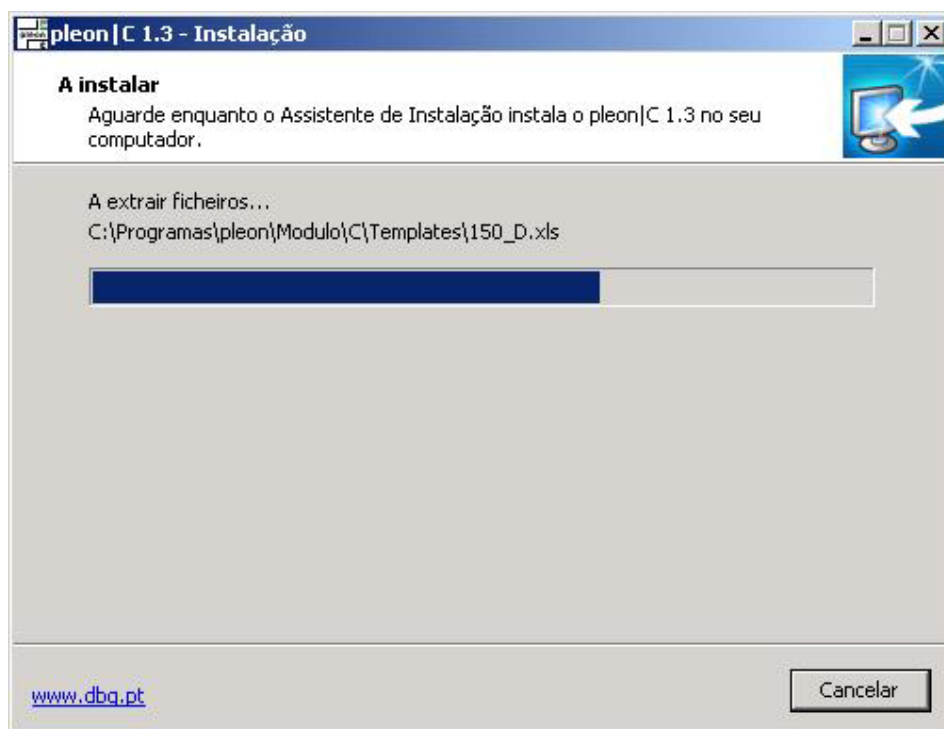 pleon|C 1.3 - Instalação
A instalar
Aguarde enquanto o Assistente de Instalação instala o pleon|C 1.3 no seu
computador.
A extrair ficheiros...
C:\Programas\pleon\Modulo\C\Templates\150_D.xls
www.dbg.pt
Cancelar